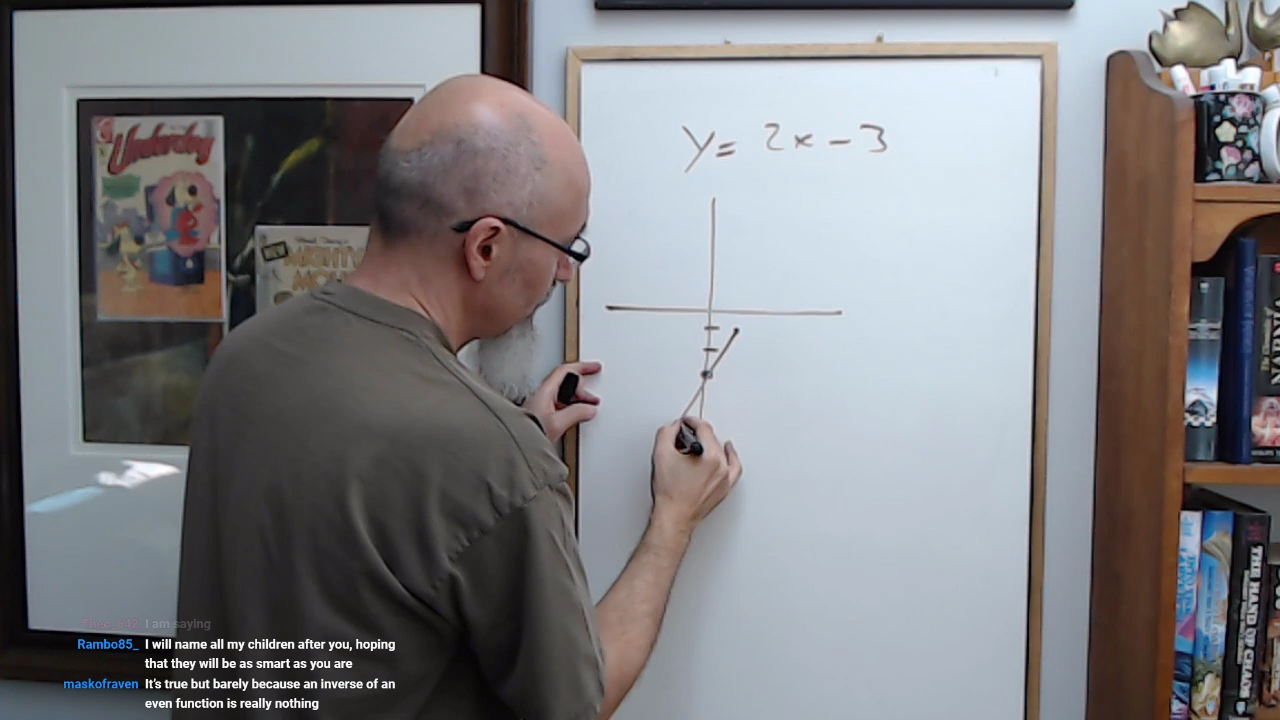 y = 2x - 3
Underdog
MIGHTY
THE HAND OF CHAOS
I am saying
Rambo85_ I will name all my children after you, hoping
that they will be as smart as you are
maskofraven It's true but barely because an inverse of an
even function is really nothing